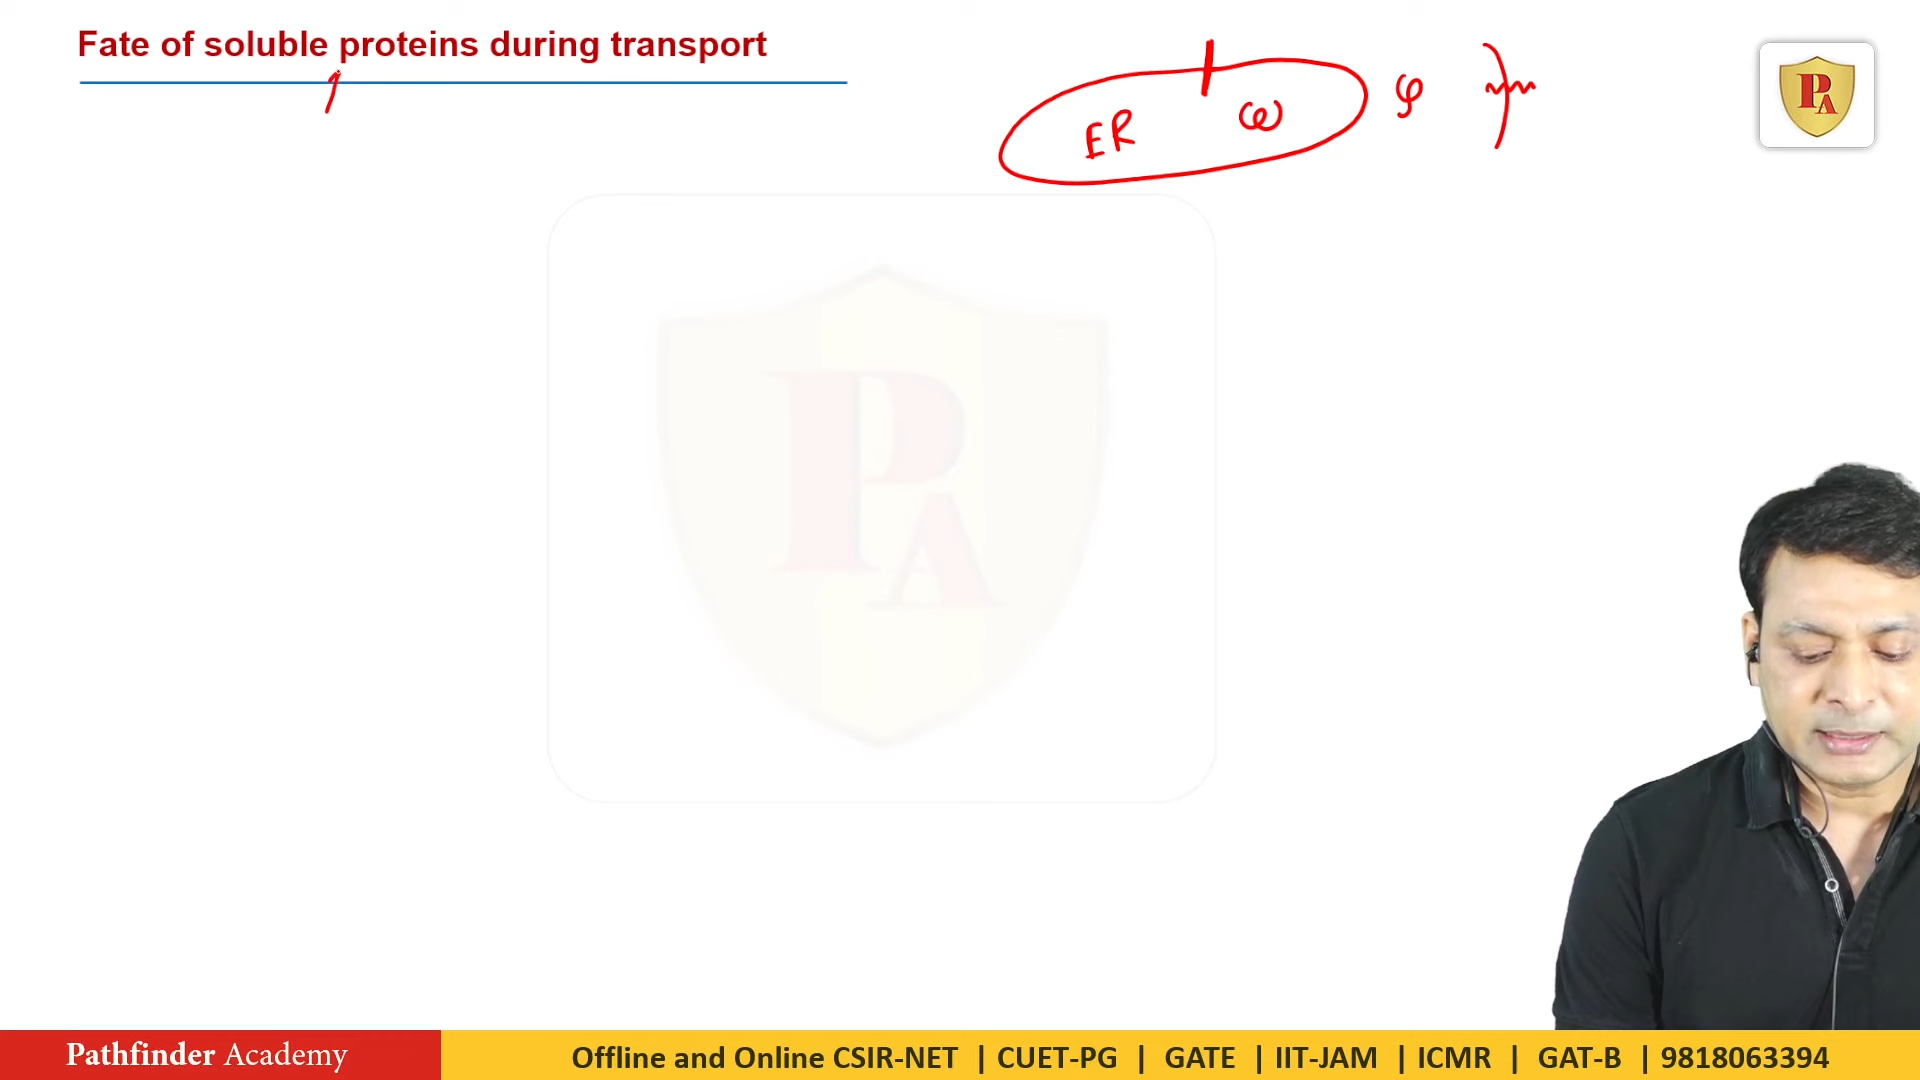 Fate of soluble proteins during transport
ER
PA
PA
Pathfinder Academy
Offline and Online CSIR-NET | CUET-PG | GATE | IIT-JAM | ICMR | GAT-B | 9818063394